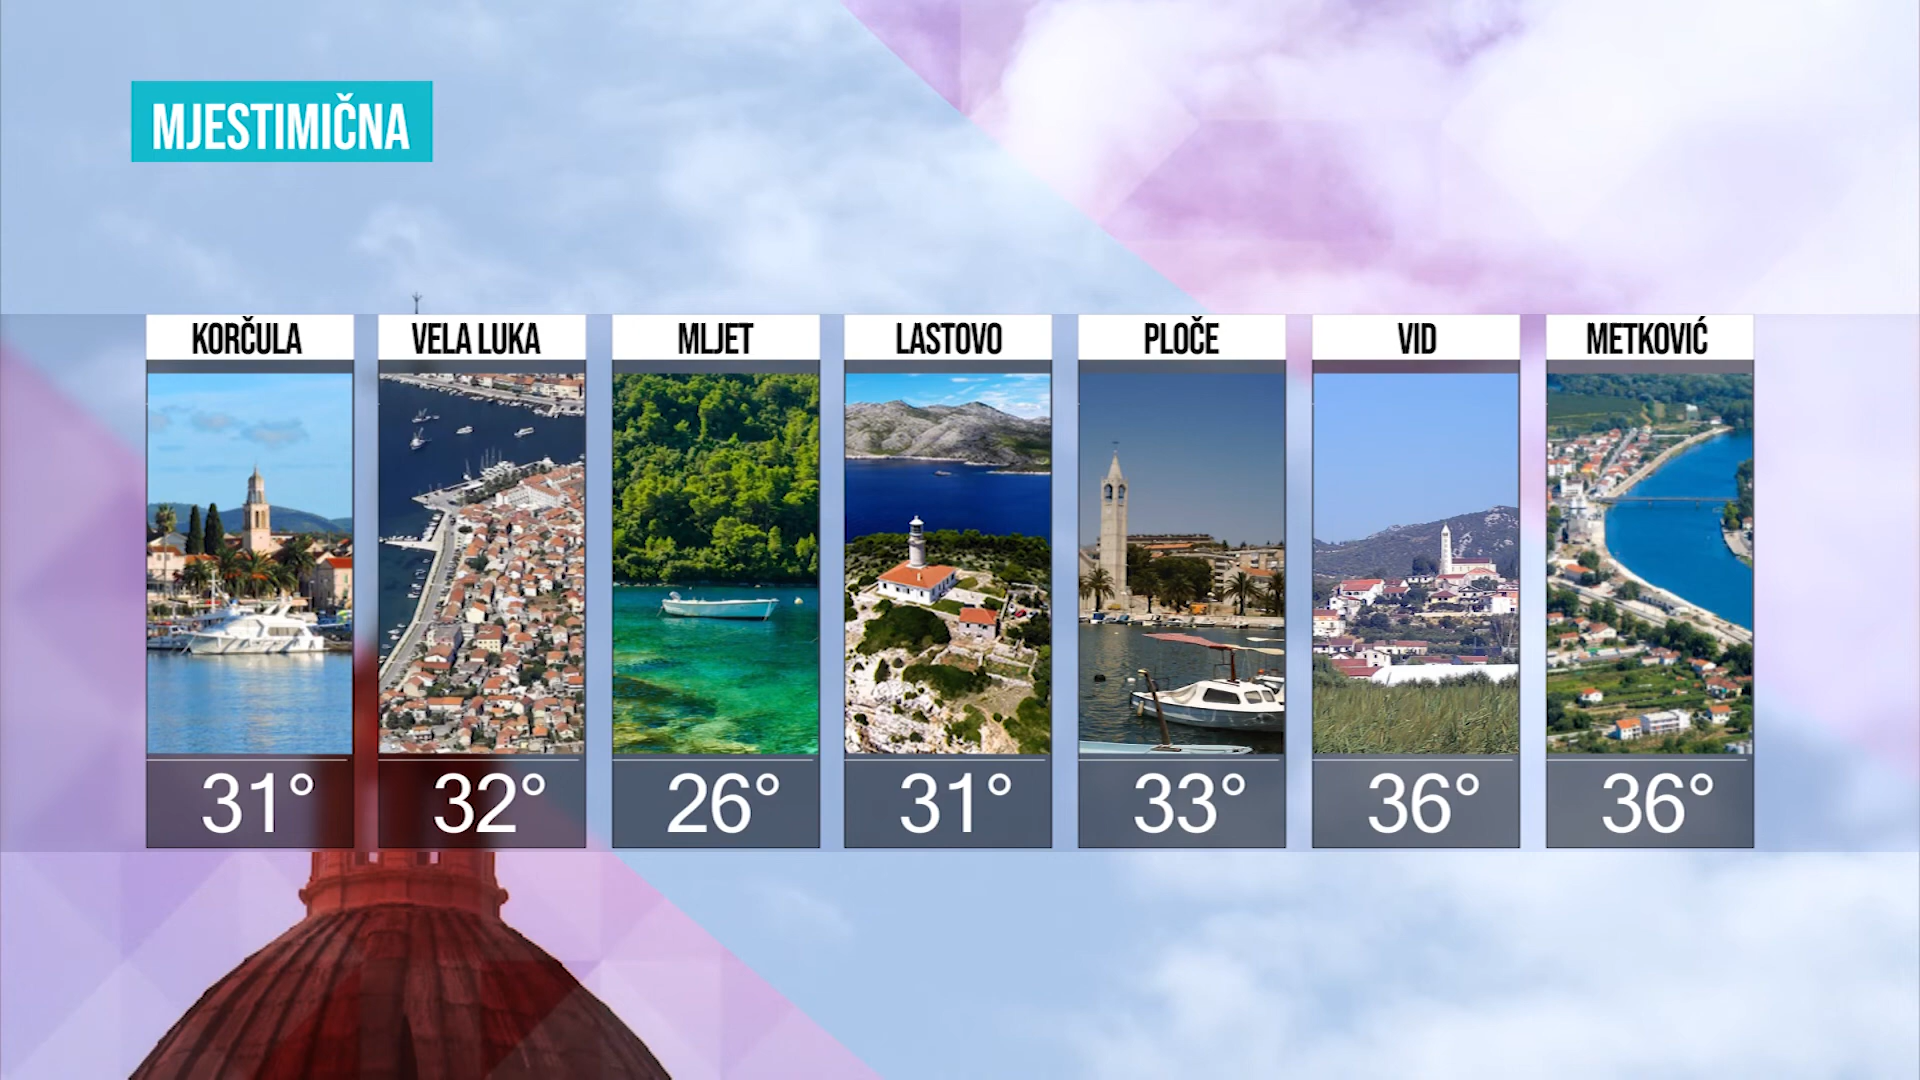 MJESTIMIČNA
KORČULA
VELA LUKA
MLJET
LASTOVO
PLOČE
VID
METKOVIĆ
31°
32°
26°
31°
33°
36°
36°